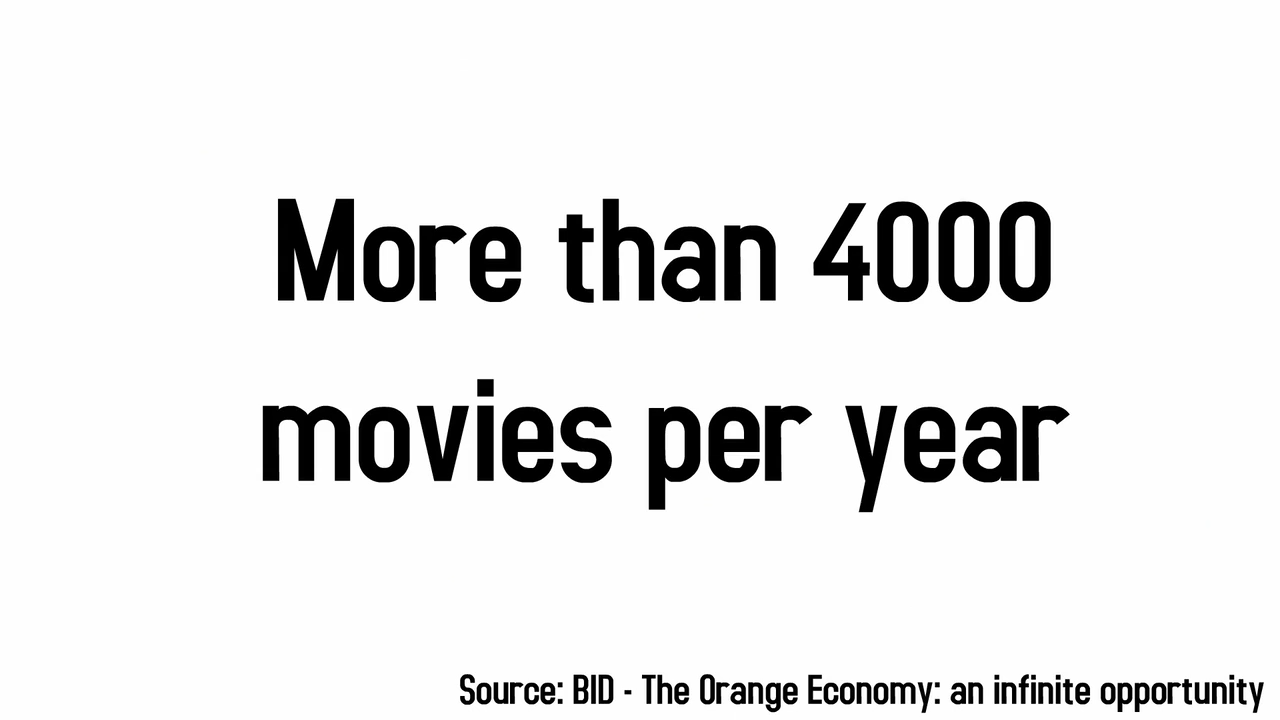 More than 4000
movies per year
Source: BID - The Orange Economy: an infinite opportunity